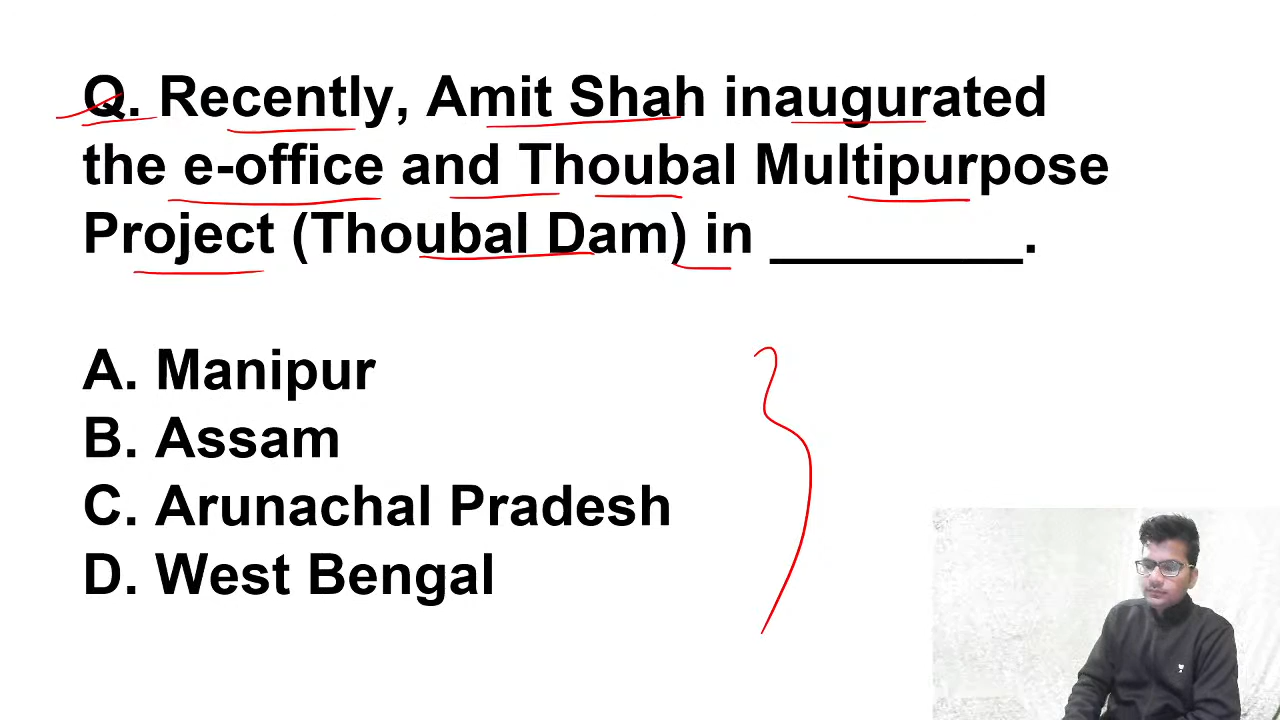 Q. Recently, Amit Shah inaugurated
the e-office and Thoubal Multipurpose
Project (Thoubal Dam) in _________.
A. Manipur
B. Assam
C. Arunachal Pradesh
D. West Bengal